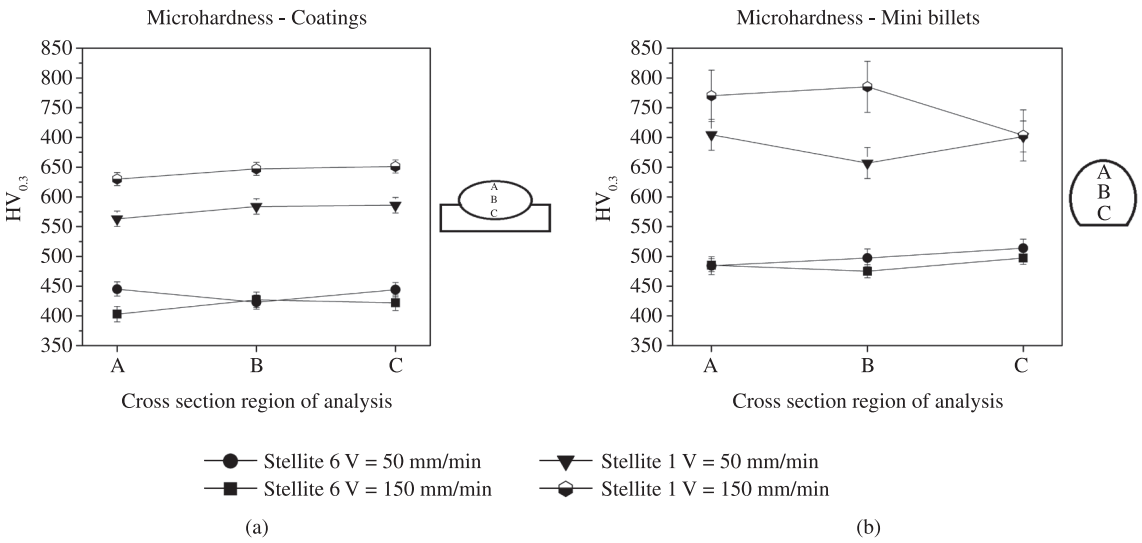 Microhardness - Coatings
850
800
750
400
650
600
550
500
450
400
350
HV0.3
A
B
C
Cross section region of analysis
A
B
C
Microhardness - Mini billets
850
800
750
400
650
600
550
500
450
400
350
HV0.3
A
B
C
Cross section region of analysis
A
B
C
Stellite 6 V = 50 mm/min
Stellite 1 V = 50 mm/min
Stellite 6 V = 150 mm/min
Stellite 1 V = 150 mm/min
(a)
(b)